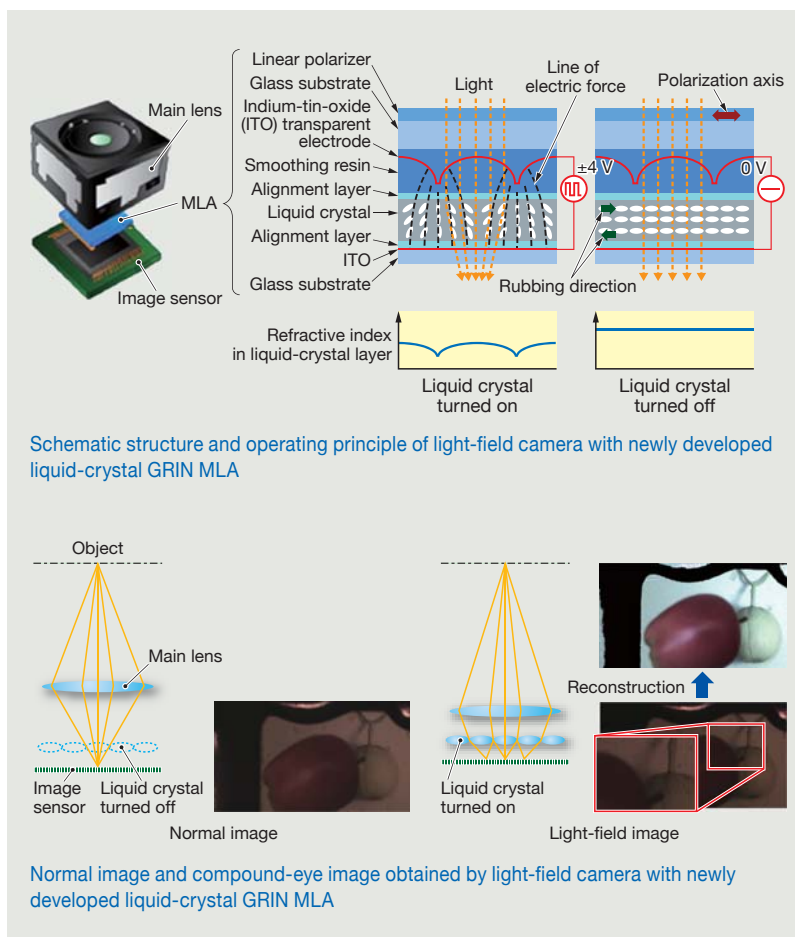 Linear polarizer
Glass substrate
Indium-tin-oxide
(ITO) transparent
electrode
Smoothing resin
Alignment layer
Liquid crystal
Alignment layer
ITO
Glass substrate
Main lens
MLA
Image sensor
Light
Line of
electric force
Polarization axis
±4 V
0 V
Rubbing direction
Refractive index
in liquid-crystal layer
Liquid crystal
turned on
Liquid crystal
turned off
Schematic structure and operating principle of light-field camera with newly developed
liquid-crystal GRIN MLA
Object
Main lens
Image
sensor
Liquid crystal
turned off
Normal image
Reconstruction
Liquid crystal
turned on
Light-field image
Normal image and compound-eye image obtained by light-field camera with newly
developed liquid-crystal GRIN MLA